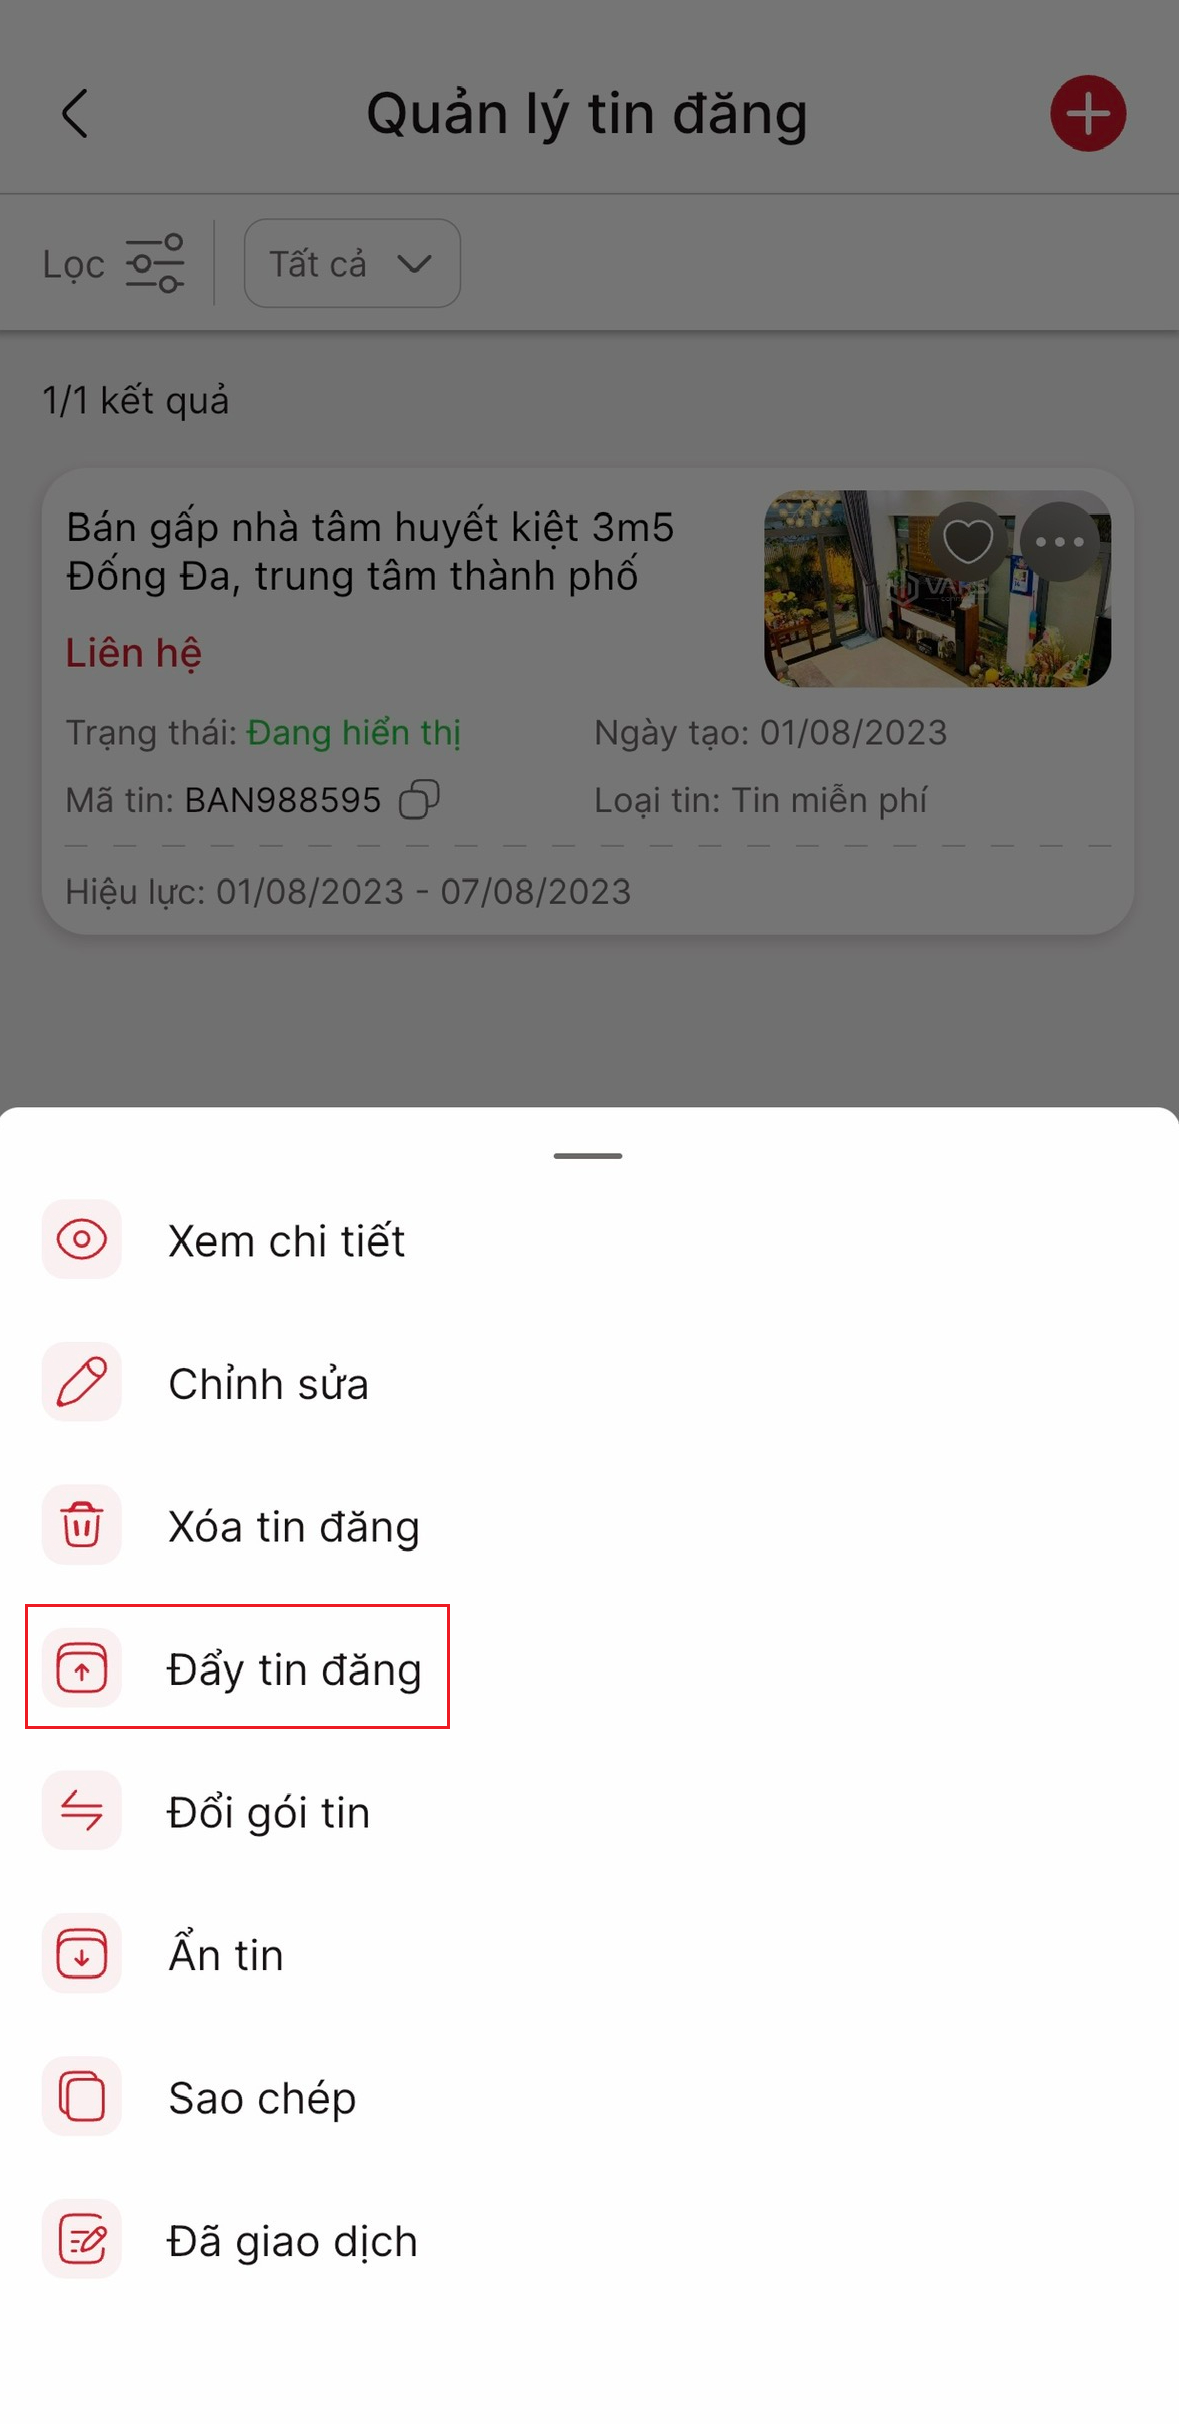 Quản lý tin đăng
Lọc
Tất cả
1/1 kết quả
Bán gấp nhà tâm huyết kiệt 3m5
Đống Đa, trung tâm thành phố
Liên hệ
Trạng thái: Đang hiển thị
Ngày tạo: 01/08/2023
Mã tin: BAN988595
Loại tin: Tin miễn phí
Hiệu lực: 01/08/2023 - 07/08/2023
Xem chi tiết
Chỉnh sửa
Xóa tin đăng
Đẩy tin đăng
Đổi gói tin
Ẩn tin
Sao chép
Đã giao dịch